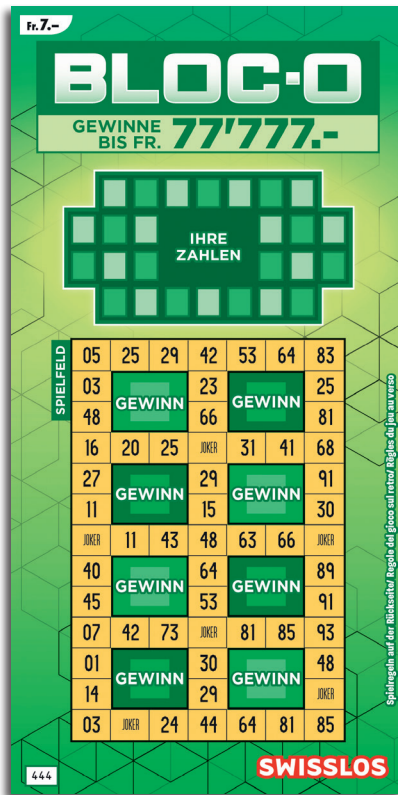 Fr. 7.–
BLOC-O
GEWINNE
BIS FR. 77'777.-
IHRE
ZAHLEN
SPIELFELD
05 25 29 42 53 64 83
03 23 25
GEWINN GEWINN
48 66 81
16 20 25 JOKER 31 41 68
27 29 91
GEWINN GEWINN
11 15 30
JOKER 11 43 48 63 66 JOKER
40 64 89
GEWINN GEWINN
45 53 91
07 42 73 JOKER 81 85 93
01 30 48
GEWINN GEWINN
14 29 JOKER
03 JOKER 24 44 64 81 85
Spielregeln auf der Rückseite/ Regole del gioco sul retro/ Règles du jeu au verso
444
SWISSLOS